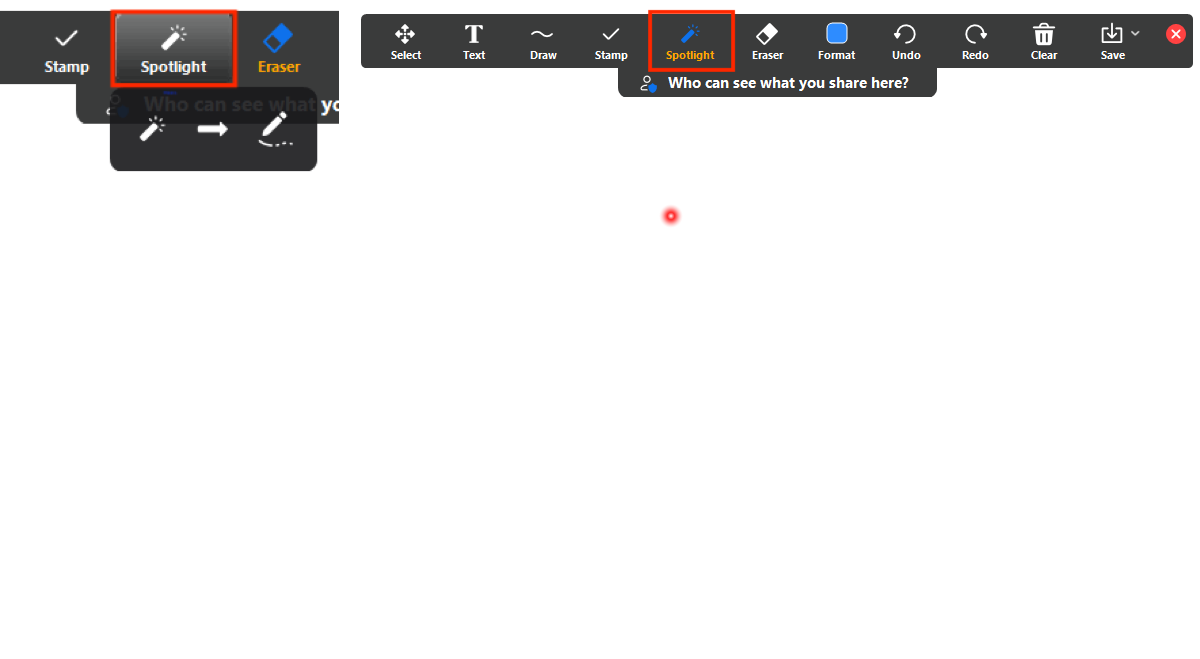 Stamp Spotlight Eraser
Who can see what yo
Select Text Draw Stamp Spotlight Eraser Format Undo Redo Clear Save
Who can see what you share here?